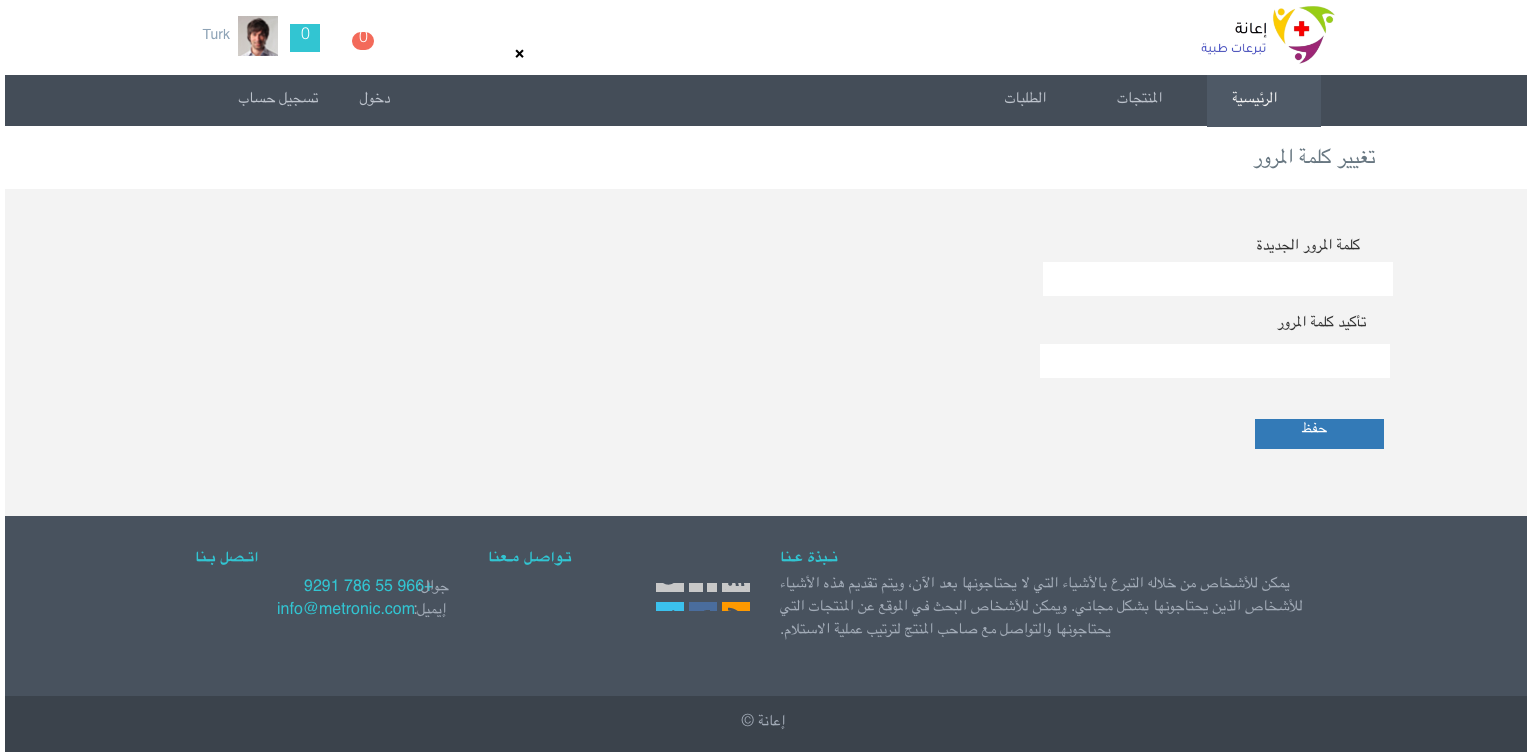 إعانة
تبرعات طبية
0
0
Turk
×
الرئيسية
المنتجات
الطلبات
دخول
تسجيل حساب
تغيير كلمة المرور
كلمة المرور الجديدة
تأكيد كلمة المرور
حفظ
نبذة عنا
يمكن للأشخاص من خلاله التبرع بالأشياء التي لا يحتاجونها بعد الآن، ويتم تقديم هذه الأشياء
للأشخاص الذين يحتاجونها بشكل مجاني. ويمكن للأشخاص البحث في الموقع عن المنتجات التي
يحتاجونها والتواصل مع صاحب المنتج لترتيب عملية الاستلام.
تواصل معنا
اتصل بنا
جوال: +966 55 786 9291
إيميل: info@metronic.com
إعانة ©